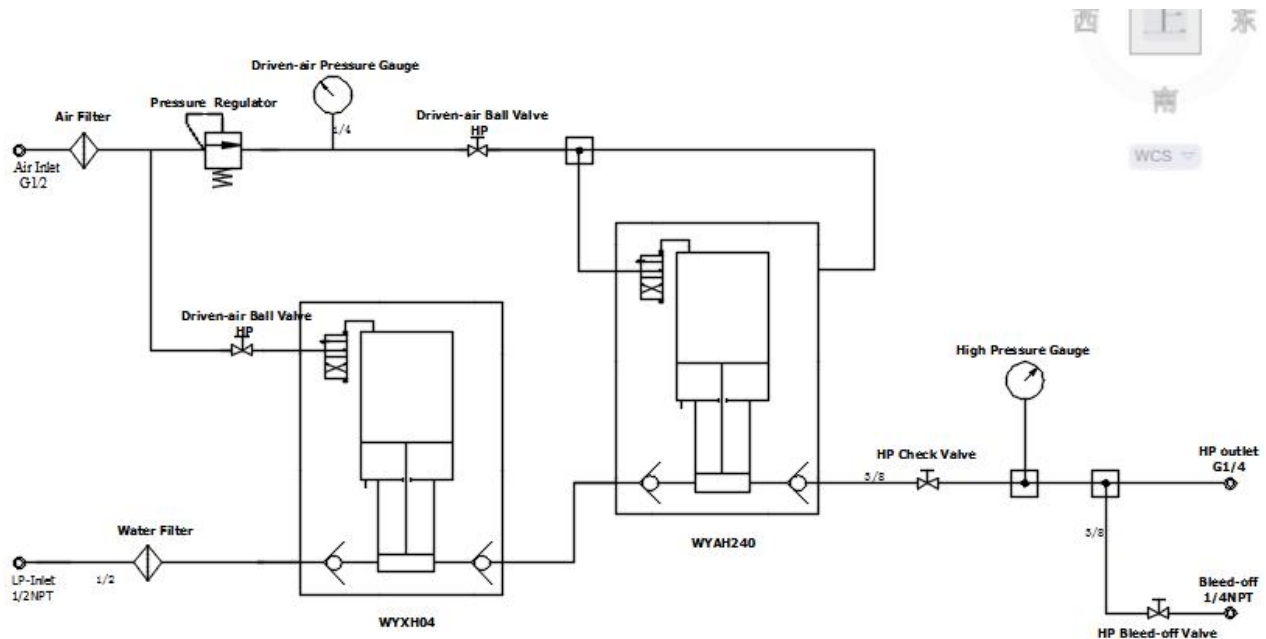 西
上
东
南
WCS
Driven-air Pressure Gauge
Pressure Regulator
Air Filter
1/4
Driven-air Ball Valve
HP
Air Inlet
G1/2
Driven-air Ball Valve
HP
High Pressure Gauge
HP Check Valve
HP outlet
G1/4
3/8
Water Filter
WYAH240
3/8
LP-Inlet
1/2NPT
1/2
Bleed-off
1/4NPT
WYXH04
HP Bleed-off Valve